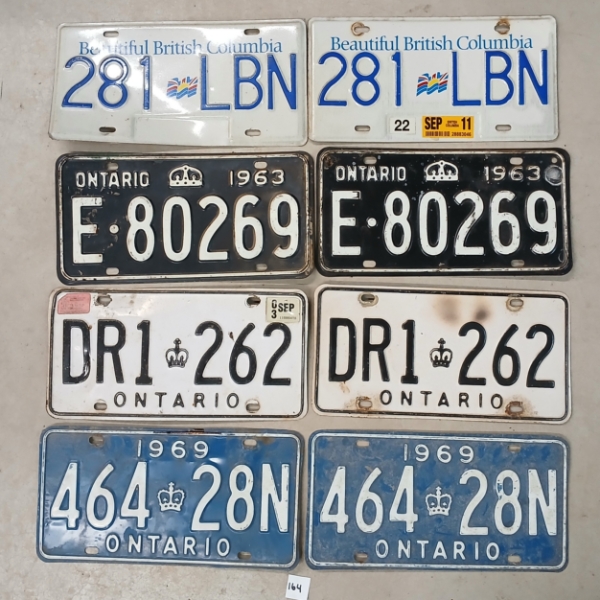 Beautiful British Columbia
281 LBN
Beautiful British Columbia
281 LBN
22 SEP 11
ONTARIO 1963
E·80269
ONTARIO 1963
E·80269
03 SEP
DR1 262
ONTARIO
DR1 262
ONTARIO
1969
464 28N
ONTARIO
1969
464 28N
ONTARIO
164